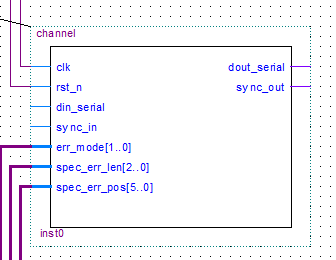 channel
clk dout_serial
rst_n sync_out
din_serial
sync_in
err_mode[1..0]
spec_err_len[2..0]
spec_err_pos[5..0]
inst0